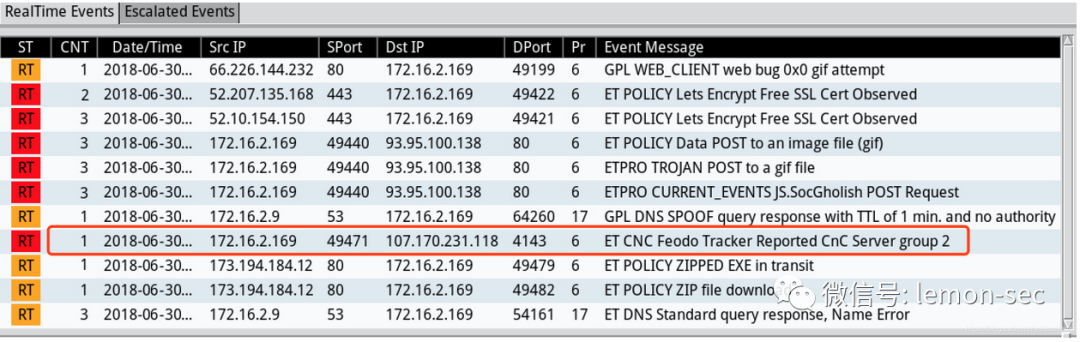 RealTime Events Escalated Events
ST CNT Date/Time Src IP SPort Dst IP DPort Pr Event Message
RT 1 2018-06-30... 66.226.144.232 80 172.16.2.169 49199 6 GPL WEB_CLIENT web bug 0x0 gif attempt
RT 2 2018-06-30... 52.207.135.168 443 172.16.2.169 49422 6 ET POLICY Lets Encrypt Free SSL Cert Observed
RT 3 2018-06-30... 52.10.154.150 443 172.16.2.169 49421 6 ET POLICY Lets Encrypt Free SSL Cert Observed
RT 3 2018-06-30... 172.16.2.169 49440 93.95.100.138 80 6 ET POLICY Data POST to an image file (gif)
RT 3 2018-06-30... 172.16.2.169 49440 93.95.100.138 80 6 ETPRO TROJAN POST to a gif file
RT 3 2018-06-30... 172.16.2.169 49440 93.95.100.138 80 6 ETPRO CURRENT_EVENTS JS.SocGholish POST Request
RT 1 2018-06-30... 172.16.2.9 53 172.16.2.169 64260 17 GPL DNS SPOOF query response with TTL of 1 min. and no authority
RT 1 2018-06-30... 172.16.2.169 49471 107.170.231.118 4143 6 ET CNC Feodo Tracker Reported CnC Server group 2
RT 1 2018-06-30... 173.194.184.12 80 172.16.2.169 49479 6 ET POLICY ZIPPED EXE in transit
RT 1 2018-06-30... 173.194.184.12 80 172.16.2.169 49482 6 ET POLICY ZIP file downlo
微信号: lemon-sec
RT 3 2018-06-30... 172.16.2.9 53 172.16.2.169 54161 17 ET DNS Standard query response, Name Error